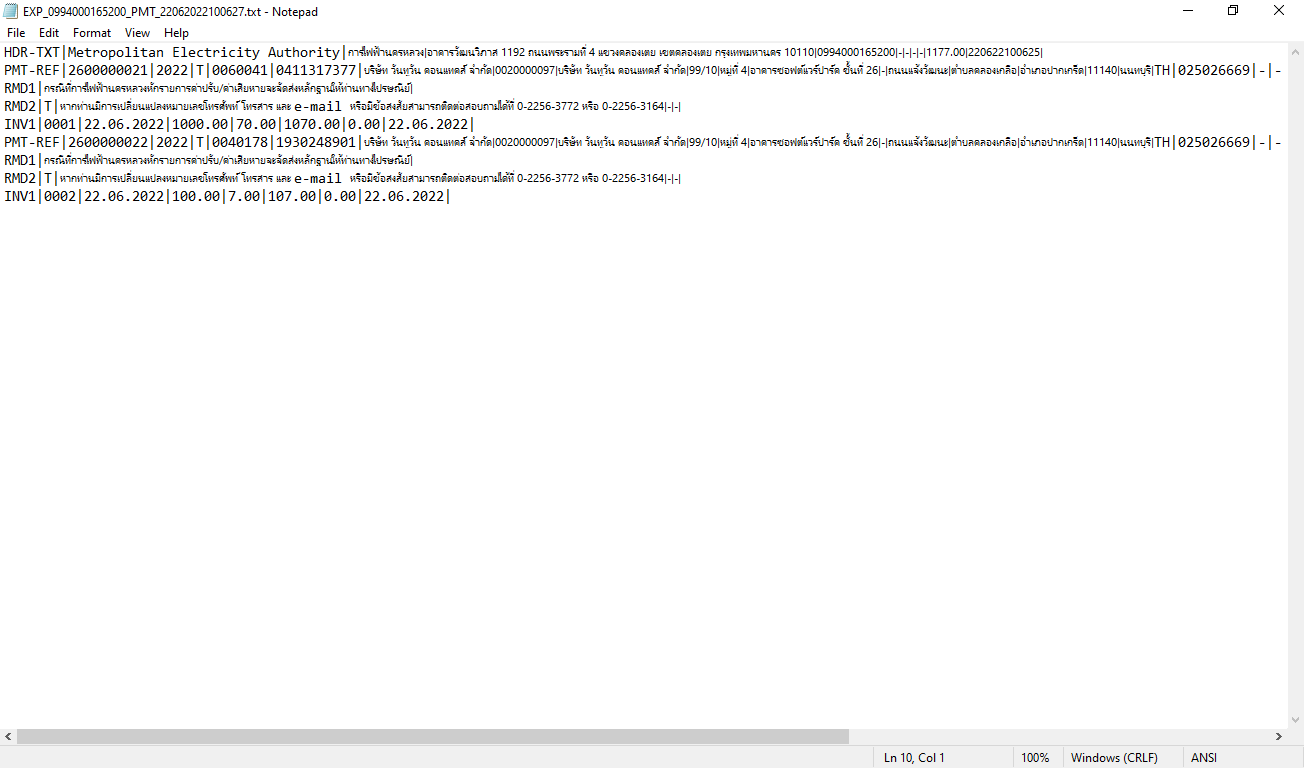 EXP_0994000165200_PMT_22062022100627.txt - Notepad
File Edit Format View Help
HDR-TXT|Metropolitan Electricity Authority|การไฟฟ้านครหลวง|อาคารวัฒนวิภาส 1192 ถนนพระรามที่ 4 แขวงคลองเตย เขตคลองเตย กรุงเทพมหานคร 10110|0994000165200|-|-|-|-|1177.00|220622100625|
PMT-REF|2600000021|2022|T|0060041|0411317377|บริษัท วันทูวัน คอนแทคส์ จำกัด|0020000097|บริษัท วันทูวัน คอนแทคส์ จำกัด|99/10|หมู่ที่ 4|อาคารซอฟต์แวร์ปาร์ค ชั้นที่ 26|-|ถนนแจ้งวัฒนะ|ตำบลคลองเกลือ|อำเภอปากเกร็ด|11140|นนทบุรี|TH|025026669|-|-
RMD1|กรณีที่การไฟฟ้านครหลวงหักรายการค่าปรับ/ค่าเสียหายจะจัดส่งหลักฐานให้ท่านทางไปรษณีย์|
RMD2|T|หากท่านมีการเปลี่ยนแปลงหมายเลขโทรศัพท์ โทรสาร และ e-mail หรือมีข้อสงสัยสามารถติดต่อสอบถามได้ที่ 0-2256-3772 หรือ 0-2256-3164|-|-|
INV1|0001|22.06.2022|1000.00|70.00|1070.00|0.00|22.06.2022|
PMT-REF|2600000022|2022|T|0040178|1930248901|บริษัท วันทูวัน คอนแทคส์ จำกัด|0020000097|บริษัท วันทูวัน คอนแทคส์ จำกัด|99/10|หมู่ที่ 4|อาคารซอฟต์แวร์ปาร์ค ชั้นที่ 26|-|ถนนแจ้งวัฒนะ|ตำบลคลองเกลือ|อำเภอปากเกร็ด|11140|นนทบุรี|TH|025026669|-|-
RMD1|กรณีที่การไฟฟ้านครหลวงหักรายการค่าปรับ/ค่าเสียหายจะจัดส่งหลักฐานให้ท่านทางไปรษณีย์|
RMD2|T|หากท่านมีการเปลี่ยนแปลงหมายเลขโทรศัพท์ โทรสาร และ e-mail หรือมีข้อสงสัยสามารถติดต่อสอบถามได้ที่ 0-2256-3772 หรือ 0-2256-3164|-|-|
INV1|0002|22.06.2022|100.00|7.00|107.00|0.00|22.06.2022|
Ln 10, Col 1 100% Windows (CRLF) ANSI